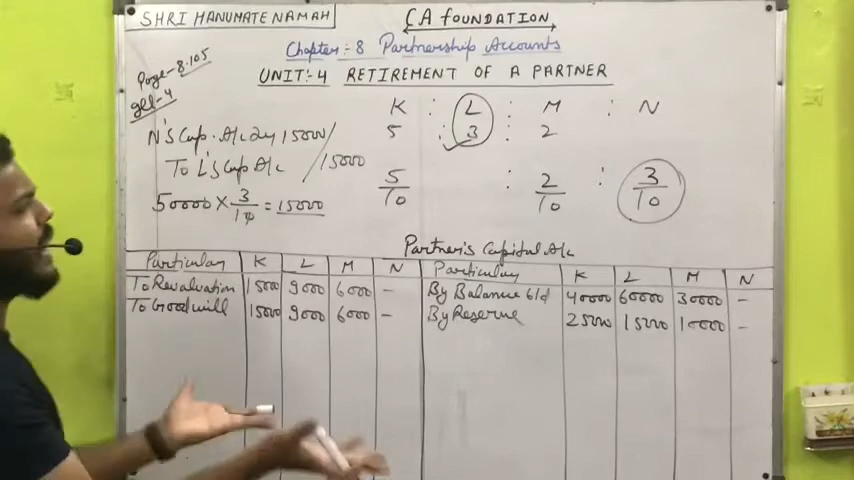 SHRI HANUMATE NAMAH
CA FOUNDATION
Chapter:-8 Partnership Accounts
UNIT:-4 RETIREMENT OF A PARTNER
Page-8.105
Ill-4
K : L : M : N
5 : 3 : 2
N's Cap. A/c Dr 15000/
To L's Cap A/c /15000
50000 × 3/10 = 15000
5/10 : 2/10 : 3/10
Partner's Capital A/c
Particular K L M N Particular K L M N
To Revaluation 15000 9000 6000 - By Balance b/d 40000 60000 30000 -
To Goodwill 15000 9000 6000 - By Reserve 25000 15000 10000 -